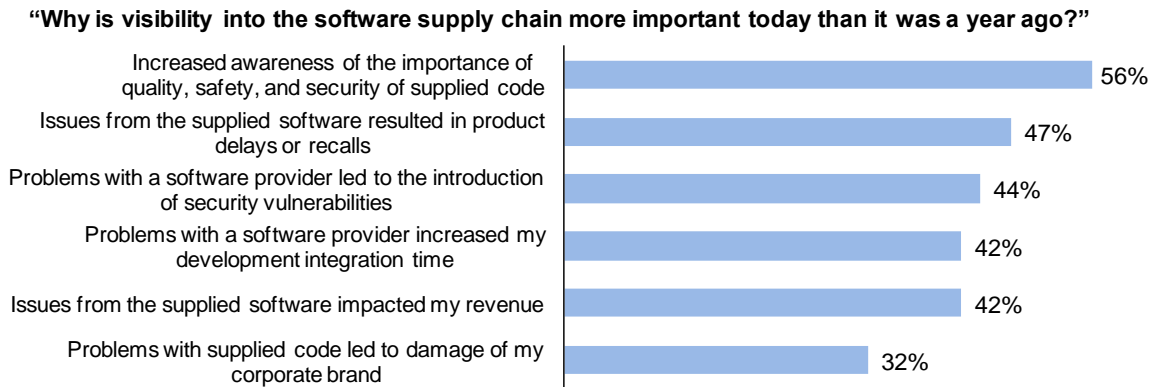 “Why is visibility into the software supply chain more important today than it was a year ago?”
Increased awareness of the importance of
quality, safety, and security of supplied code
56%
Issues from the supplied software resulted in product
delays or recalls
47%
Problems with a software provider led to the introduction
of security vulnerabilities
44%
Problems with a software provider increased my
development integration time
42%
Issues from the supplied software impacted my revenue
42%
Problems with supplied code led to damage of my
corporate brand
32%